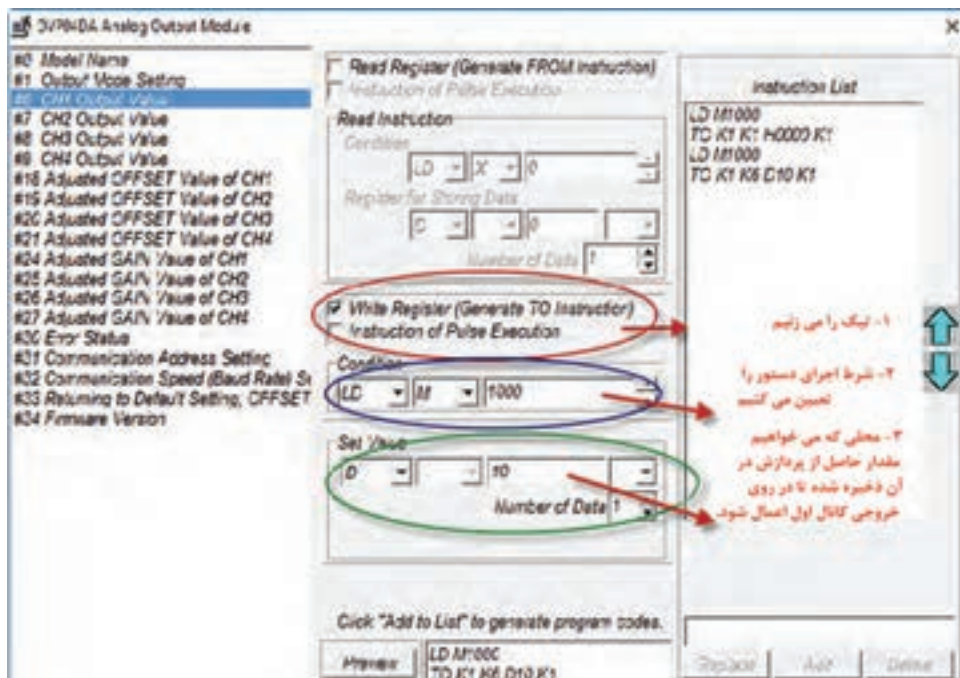 DVP04DA Analog Output Module
#0 Model Name
#1 Output Mode Setting
#6 CH1 Output Value
#7 CH2 Output Value
#8 CH3 Output Value
#9 CH4 Output Value
#18 Adjusted OFFSET Value of CH1
#19 Adjusted OFFSET Value of CH2
#20 Adjusted OFFSET Value of CH3
#21 Adjusted OFFSET Value of CH4
#24 Adjusted GAIN Value of CH1
#25 Adjusted GAIN Value of CH2
#26 Adjusted GAIN Value of CH3
#27 Adjusted GAIN Value of CH4
#30 Error Status
#31 Communication Address Setting
#32 Communication Speed (Baud Rate) Se
#33 Returning to Default Setting, OFFSET
#34 Firmware Version
Read Register (Generate FROM Instruction)
Instruction of Pulse Execution
Read Instruction
Condition
LD X 0
Register for Storing Data
D 0
Number of Data 1
Write Register (Generate TO Instruction)
Instruction of Pulse Execution
Condition
LD M 1000
Set Value
D 10
Number of Data 1
Click "Add to List" to generate program codes.
Preview
LD M1000
TO K1 K6 D10 K1
Instruction List
LD M1000
TO K1 K1 H0000 K1
LD M1000
TO K1 K6 D10 K1
۱- تیک را می زنیم
۲- شرط اجرای دستور را
تعیین می کنیم
۳- محلی که می خواهیم
مقدار حاصل از پردازش در
آن ذخیره شده تا در روی
خروجی کانال اول اعمال شود.
Replace Add Delete